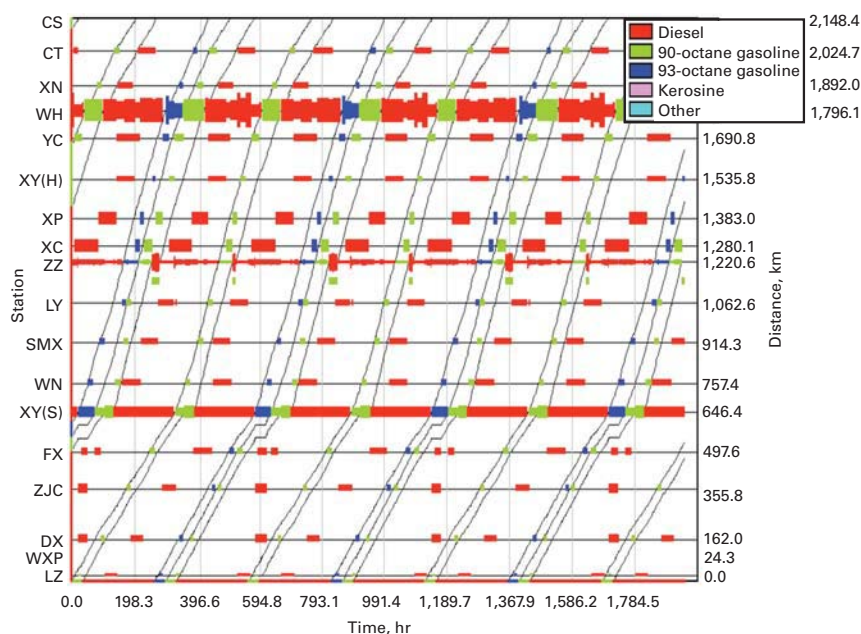 CS
CT
XN
WH
YC
XY(H)
XP
XC
ZZ
LY
SMX
WN
XY(S)
FX
ZJC
DX
WXP
LZ
Station
Diesel
90-octane gasoline
93-octane gasoline
Kerosine
Other
2,148.4
2,024.7
1,892.0
1,796.1
1,690.8
1,535.8
1,383.0
1,280.1
1,220.6
1,062.6
914.3
757.4
646.4
497.6
355.8
162.0
24.3
0.0
Distance, km
0.0 198.3 396.6 594.8 793.1 991.4 1,189.7 1,367.9 1,586.2 1,784.5
Time, hr